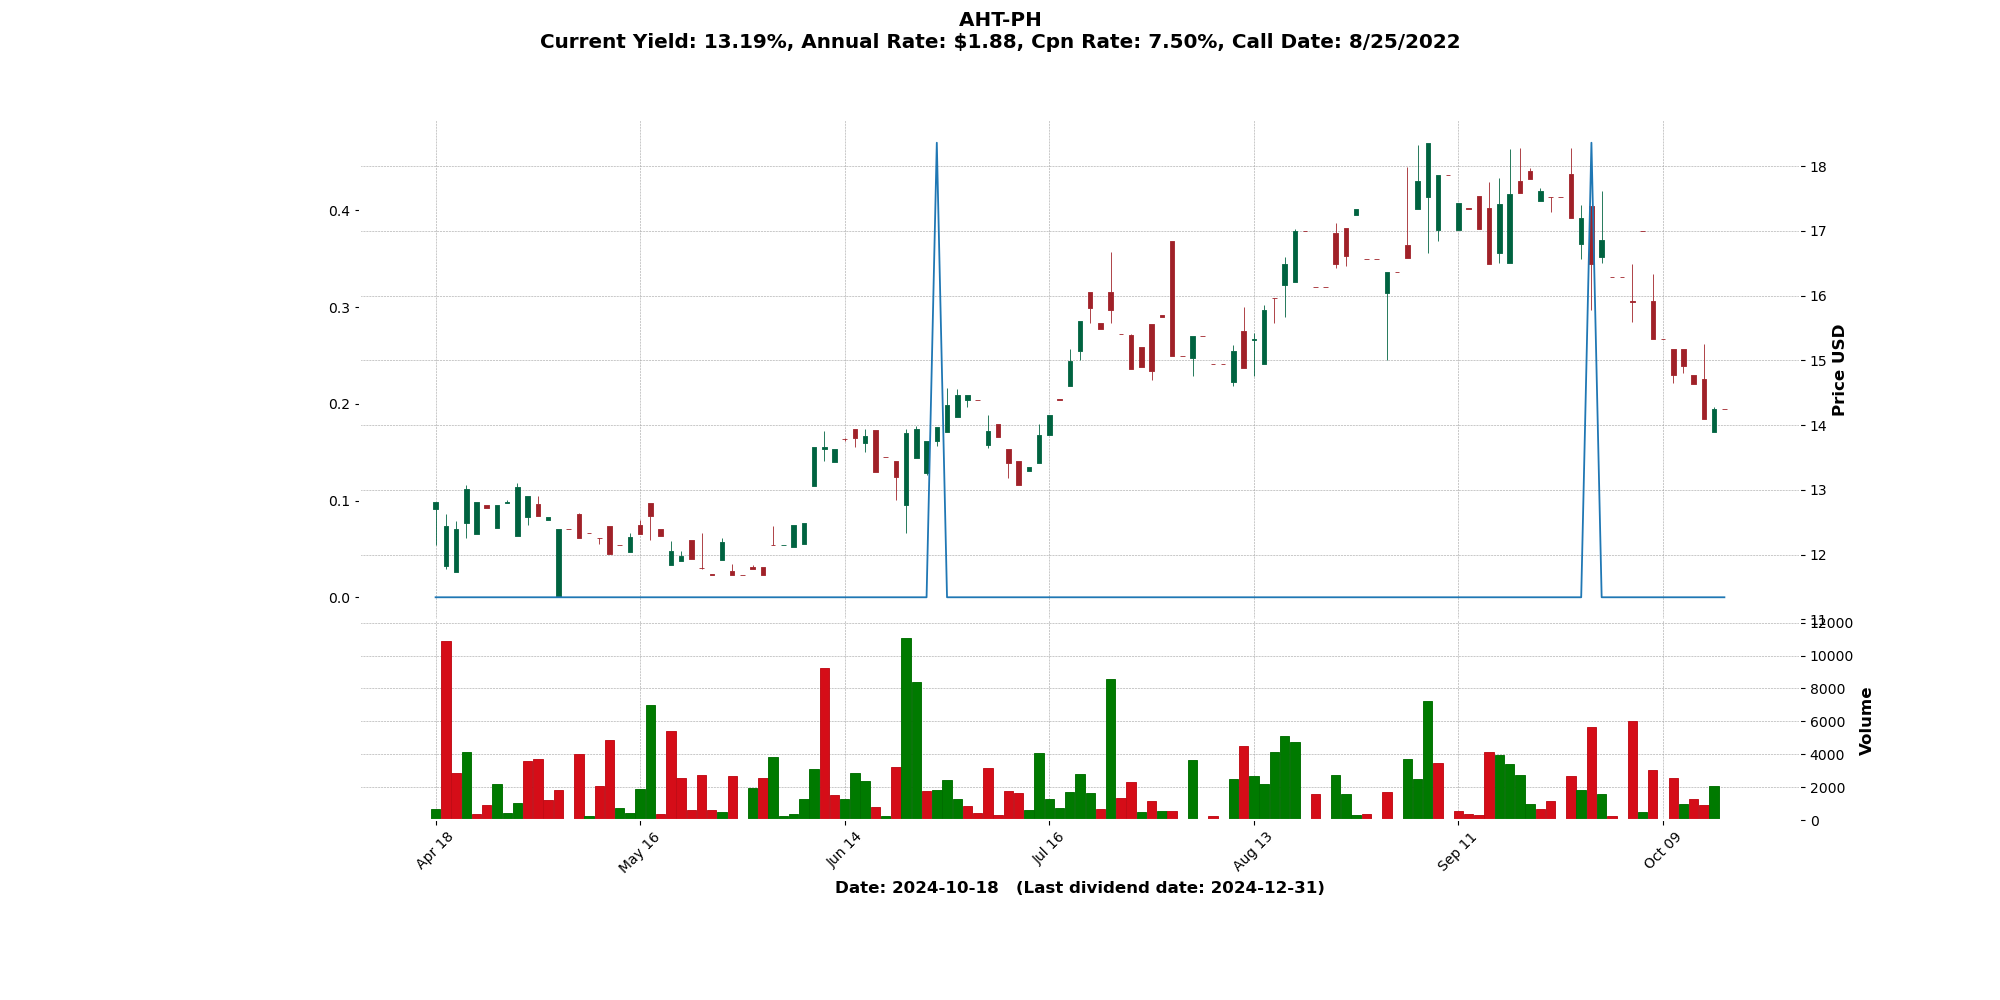 AHT-PH
Current Yield: 13.19%, Annual Rate: $1.88, Cpn Rate: 7.50%, Call Date: 8/25/2022
0.4
0.3
0.2
0.1
0.0
18
17
16
15
14
13
12
11
Price USD
12000
10000
8000
6000
4000
2000
0
Volume
Apr 18
May 16
Jun 14
Jul 16
Aug 13
Sep 11
Oct 09
Date: 2024-10-18   (Last dividend date: 2024-12-31)